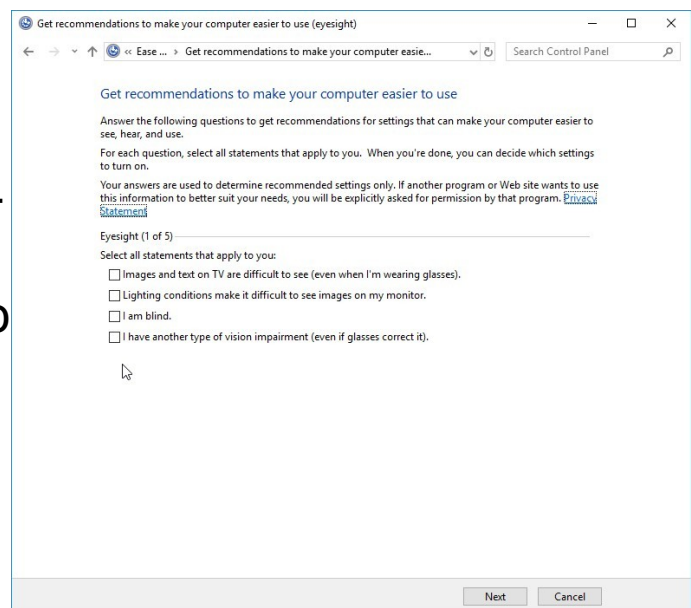 Get recommendations to make your computer easier to use (eyesight)
« Ease ... › Get recommendations to make your computer easie...
Search Control Panel
Get recommendations to make your computer easier to use
Answer the following questions to get recommendations for settings that can make your computer easier to
see, hear, and use.
For each question, select all statements that apply to you. When you're done, you can decide which settings
to turn on.
Your answers are used to determine recommended settings only. If another program or Web site wants to use
this information to better suit your needs, you will be explicitly asked for permission by that program. Privacy
Statement
Eyesight (1 of 5)
Select all statements that apply to you:
Images and text on TV are difficult to see (even when I'm wearing glasses).
Lighting conditions make it difficult to see images on my monitor.
I am blind.
I have another type of vision impairment (even if glasses correct it).
Next Cancel